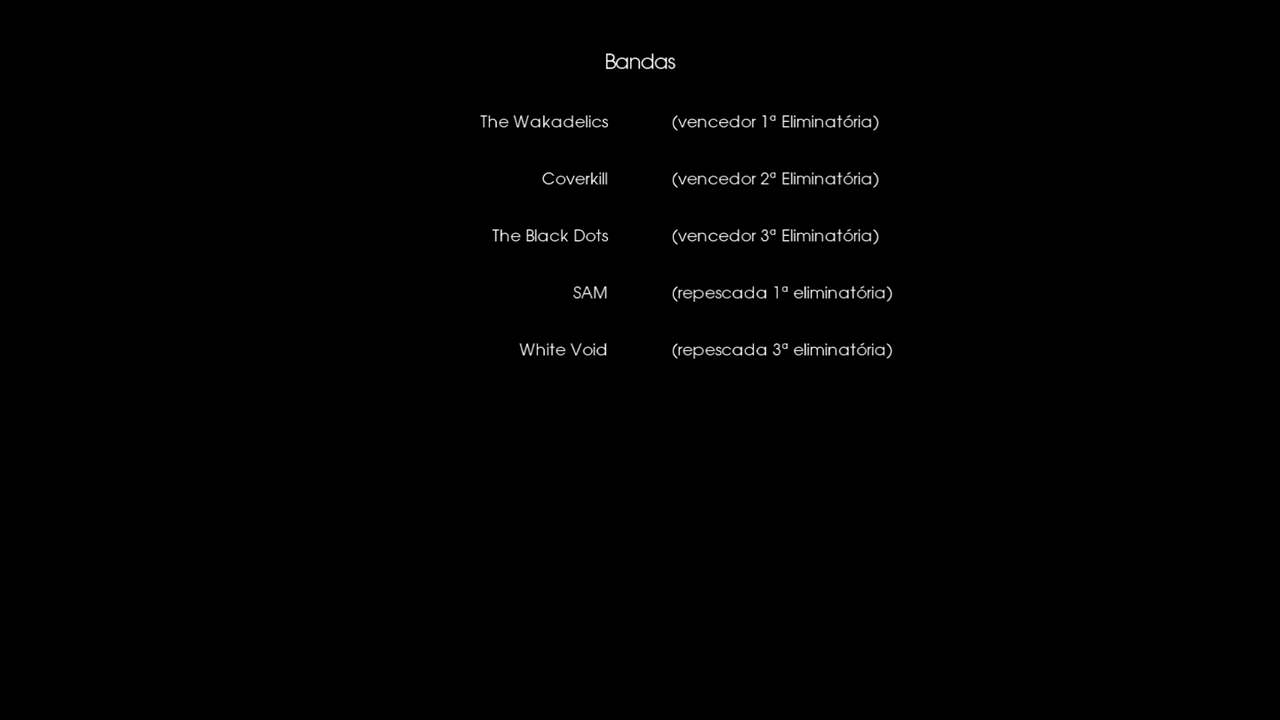 Bandas
The Wakadelics (vencedor 1ª Eliminatória)
Coverkill (vencedor 2ª Eliminatória)
The Black Dots (vencedor 3ª Eliminatória)
SAM (repescada 1ª eliminatória)
White Void (repescada 3ª eliminatória)